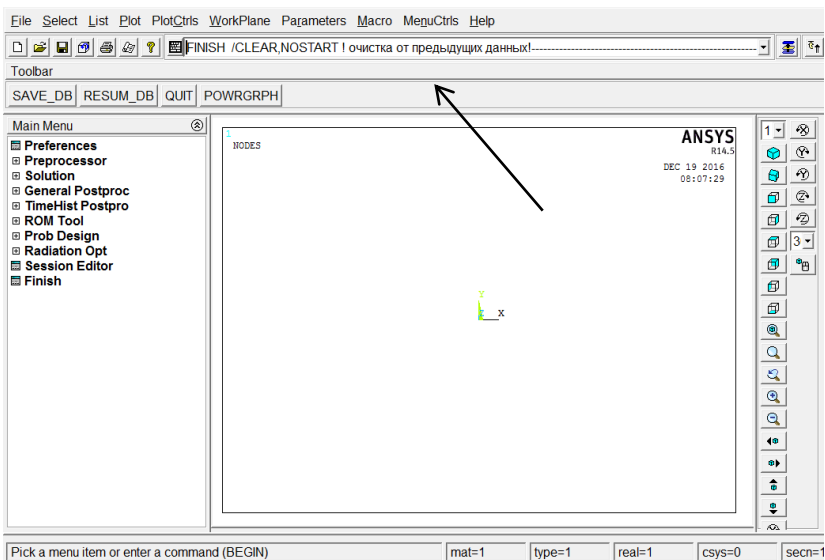 File Select List Plot PlotCtrls WorkPlane Parameters Macro MenuCtrls Help
FINISH /CLEAR,NOSTART ! очистка от предыдущих данных!--------------------------------------------------------------------
Toolbar
SAVE_DB RESUM_DB QUIT POWRGRPH
Main Menu
Preferences
Preprocessor
Solution
General Postproc
TimeHist Postpro
ROM Tool
Prob Design
Radiation Opt
Session Editor
Finish
1
NODES
ANSYS
R14.5
DEC 19 2016
08:07:29
Y
Z X
1
3
Pick a menu item or enter a command (BEGIN) mat=1 type=1 real=1 csys=0 secn=1